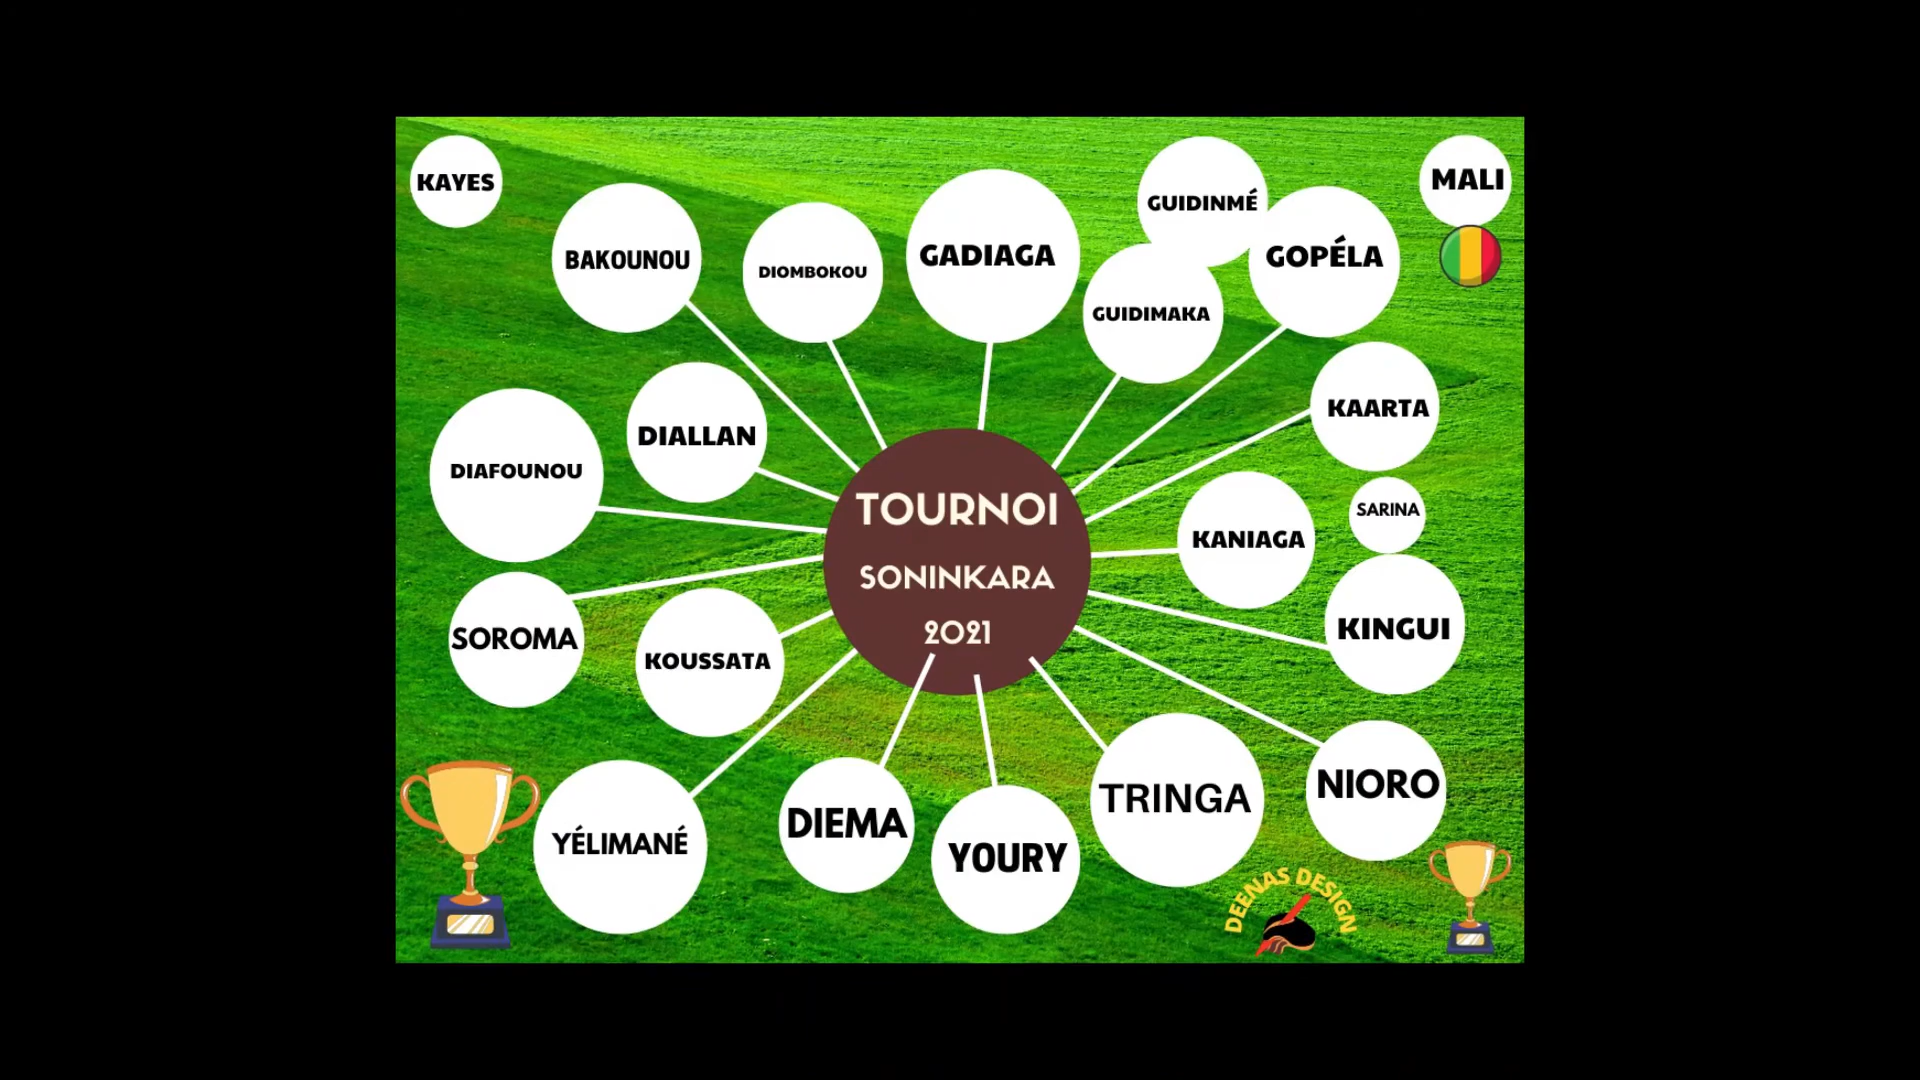 KAYES
MALI
GUIDINMÉ
BAKOUNOU
DIOMBOKOU
GADIAGA
GOPÉLA
GUIDIMAKA
KAARTA
DIALLAN
DIAFOUNOU
TOURNOI
SONINKARA
2021
SARINA
KANIAGA
KINGUI
SOROMA
KOUSSATA
NIORO
TRINGA
DIEMA
YÉLIMANÉ
YOURY
DEENAS DESIGN